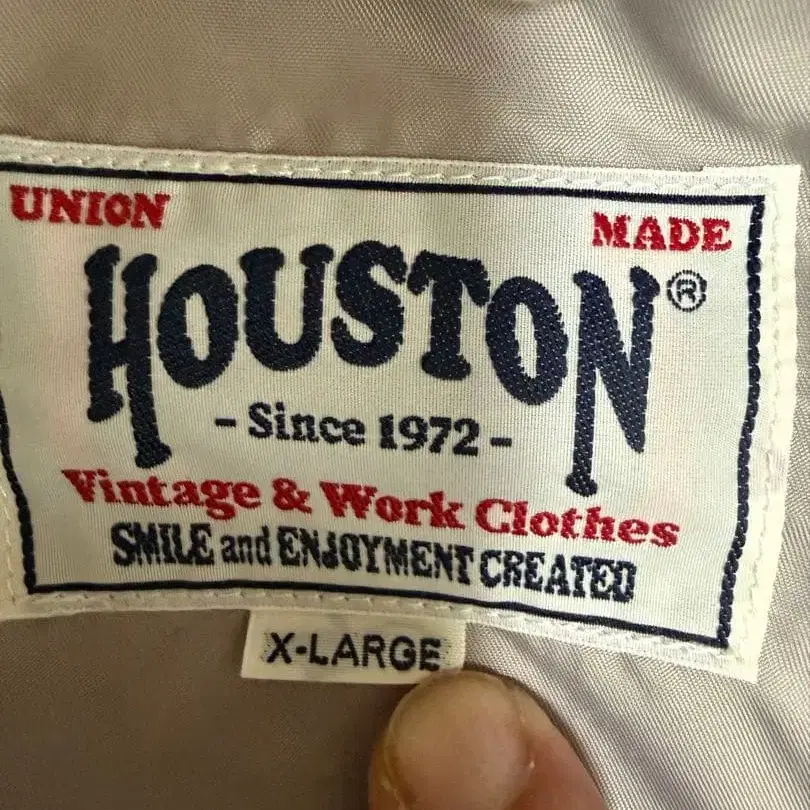 UNION MADE
HOUSTON®
- Since 1972 -
Vintage & Work Clothes
SMILE and ENJOYMENT CREATED
X-LARGE